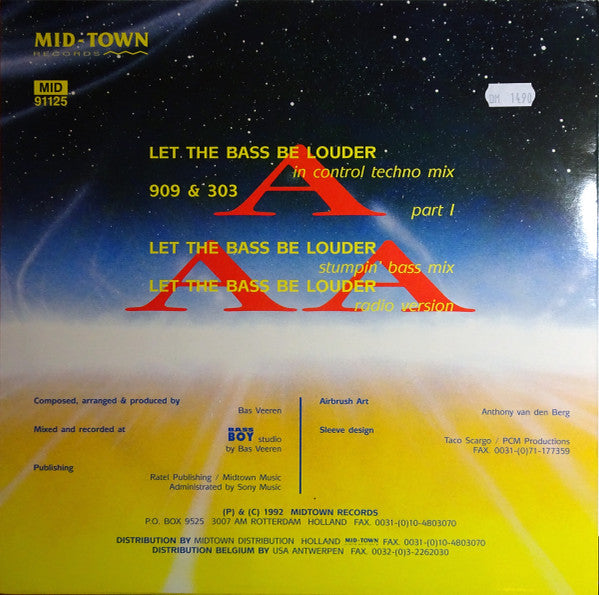 MID-TOWN
RECORDS
MID
91125
DM. 14.90
LET THE BASS BE LOUDER
in control techno mix
A
909 & 303
part I
LET THE BASS BE LOUDER
stumpin' bass mix
LET THE BASS BE LOUDER
radio version
AA
Composed, arranged & produced by
Bas Veeren
Mixed and recorded at
BASS
BOY studio
by Bas Veeren
Publishing
Ratel Publishing / Midtown Music
Administrated by Sony Music
Airbrush Art
Anthony van den Berg
Sleeve design
Taco Scargo / PCM Productions
FAX. 0031-(0)71-177359
(P) & (C) 1992 MIDTOWN RECORDS
P.O. BOX 9525 3007 AM ROTTERDAM HOLLAND FAX. 0031-(0)10-4803070
DISTRIBUTION BY MIDTOWN DISTRIBUTION HOLLAND MID-TOWN FAX. 0031-(0)10-4803070
DISTRIBUTION BELGIUM BY USA ANTWERPEN FAX. 0032-(0)3-2262030